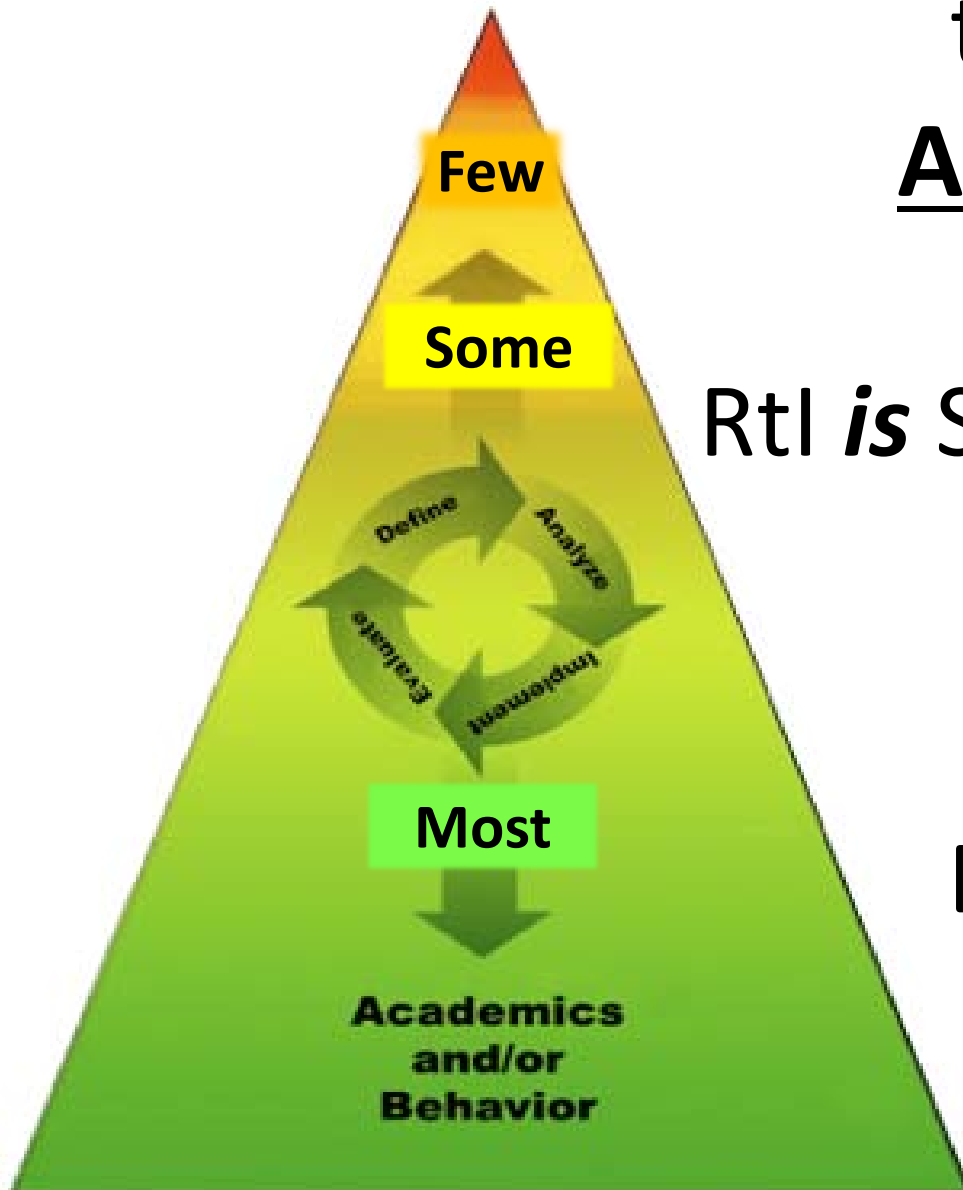 t
A
Few
Some
RtI is S
Define
Analyze
Implement
Evaluate
Most
Academics
and/or
Behavior